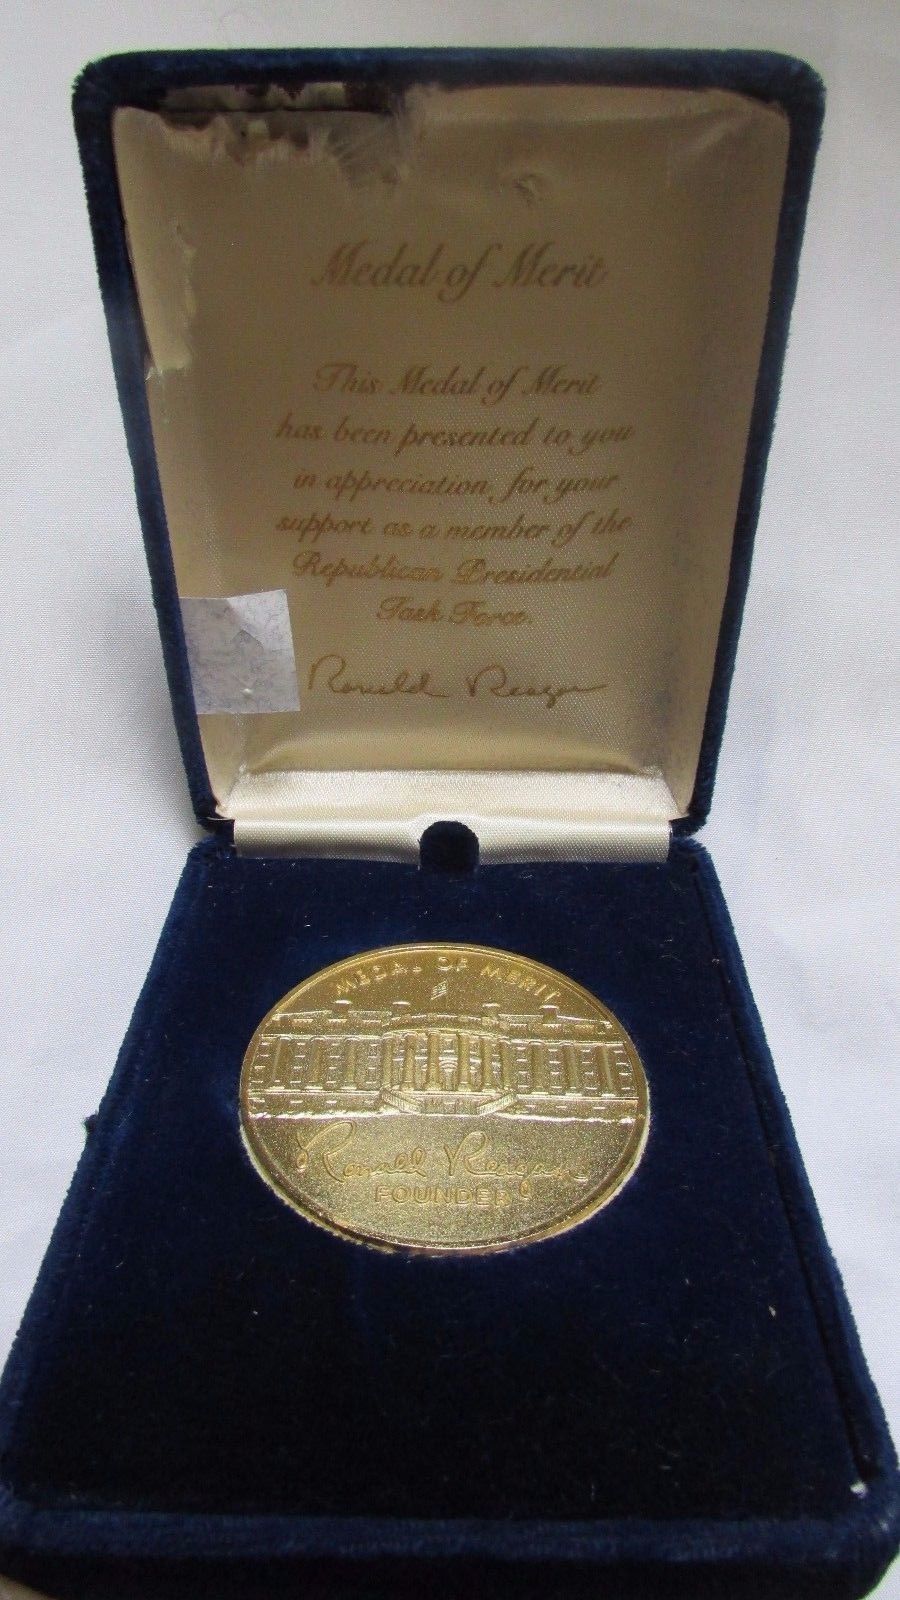 Medal of Merit
This Medal of Merit
has been presented to you
in appreciation, for your
support as a member of the
Republican Presidential
Task Force.
Ronald Reagan
MEDAL OF MERIT
Ronald Reagan
FOUNDER